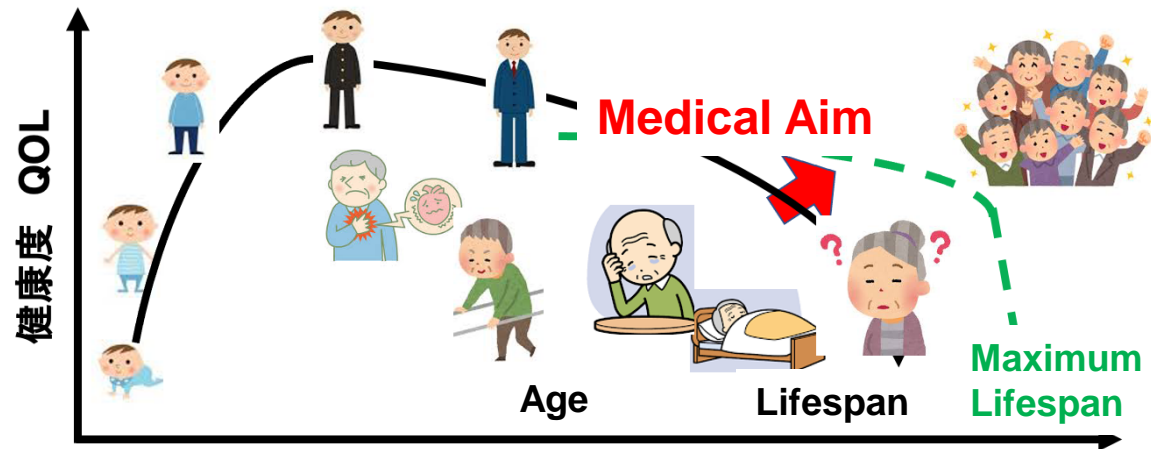 健康度 QOL
Medical Aim
? ?
Age
Lifespan
Maximum
Lifespan